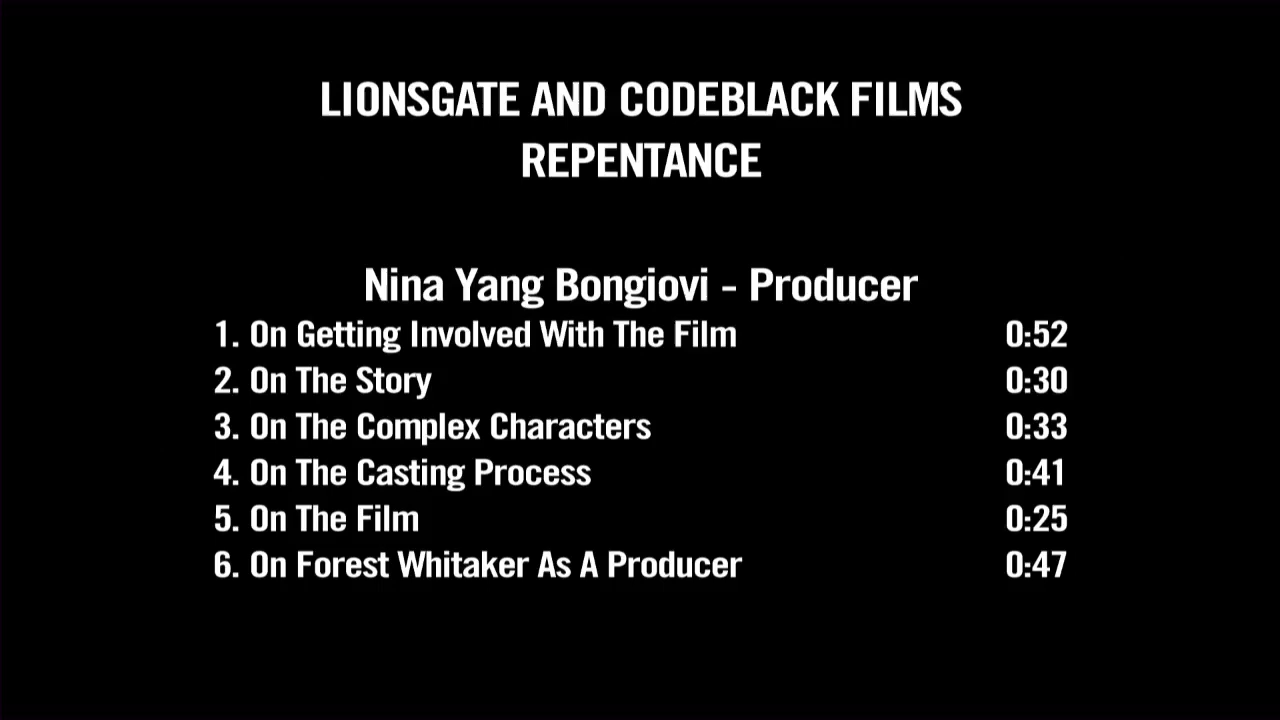 LIONSGATE AND CODEBLACK FILMS
REPENTANCE
Nina Yang Bongiovi - Producer
1. On Getting Involved With The Film 0:52
2. On The Story 0:30
3. On The Complex Characters 0:33
4. On The Casting Process 0:41
5. On The Film 0:25
6. On Forest Whitaker As A Producer 0:47